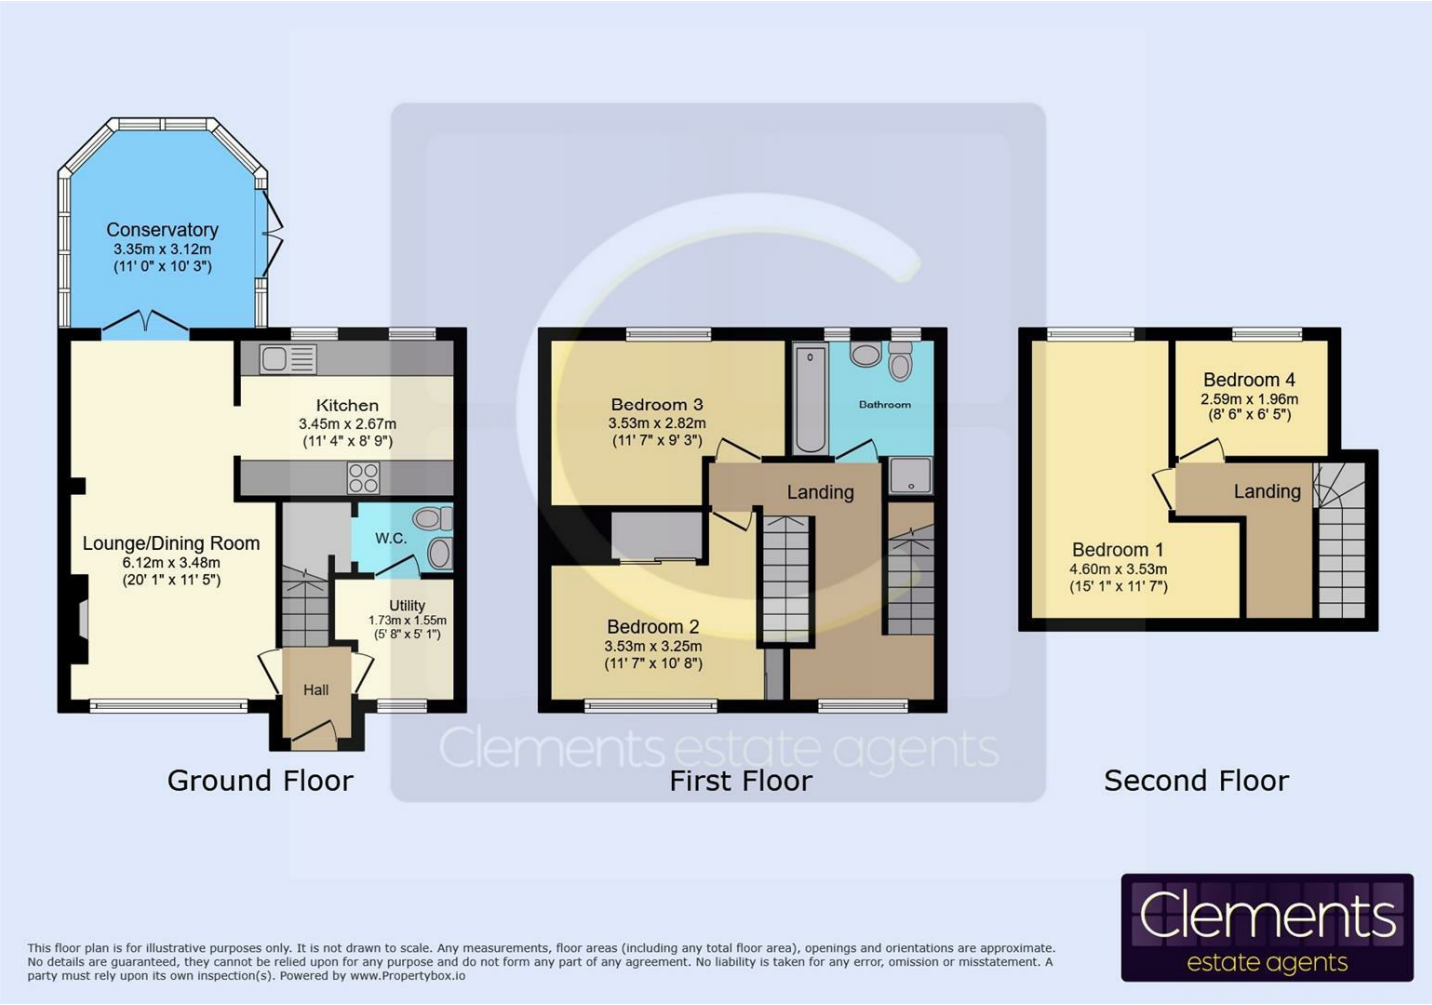 Conservatory
3.35m x 3.12m
(11' 0" x 10' 3")
Kitchen
3.45m x 2.67m
(11' 4" x 8' 9")
Lounge/Dining Room
6.12m x 3.48m
(20' 1" x 11' 5")
W.C.
Utility
1.73m x 1.55m
(5' 8" x 5' 1")
Hall
Ground Floor
Bedroom 3
3.53m x 2.82m
(11' 7" x 9' 3")
Bathroom
Landing
Bedroom 2
3.53m x 3.25m
(11' 7" x 10' 8")
Clements estate agents
First Floor
Bedroom 4
2.59m x 1.96m
(8' 6" x 6' 5")
Landing
Bedroom 1
4.60m x 3.53m
(15' 1" x 11' 7")
Second Floor
Clements
estate agents
This floor plan is for illustrative purposes only. It is not drawn to scale. Any measurements, floor areas (including any total floor area), openings and orientations are approximate.
No details are guaranteed, they cannot be relied upon for any purpose and do not form any part of any agreement. No liability is taken for any error, omission or misstatement. A
party must rely upon its own inspection(s). Powered by www.Propertybox.io